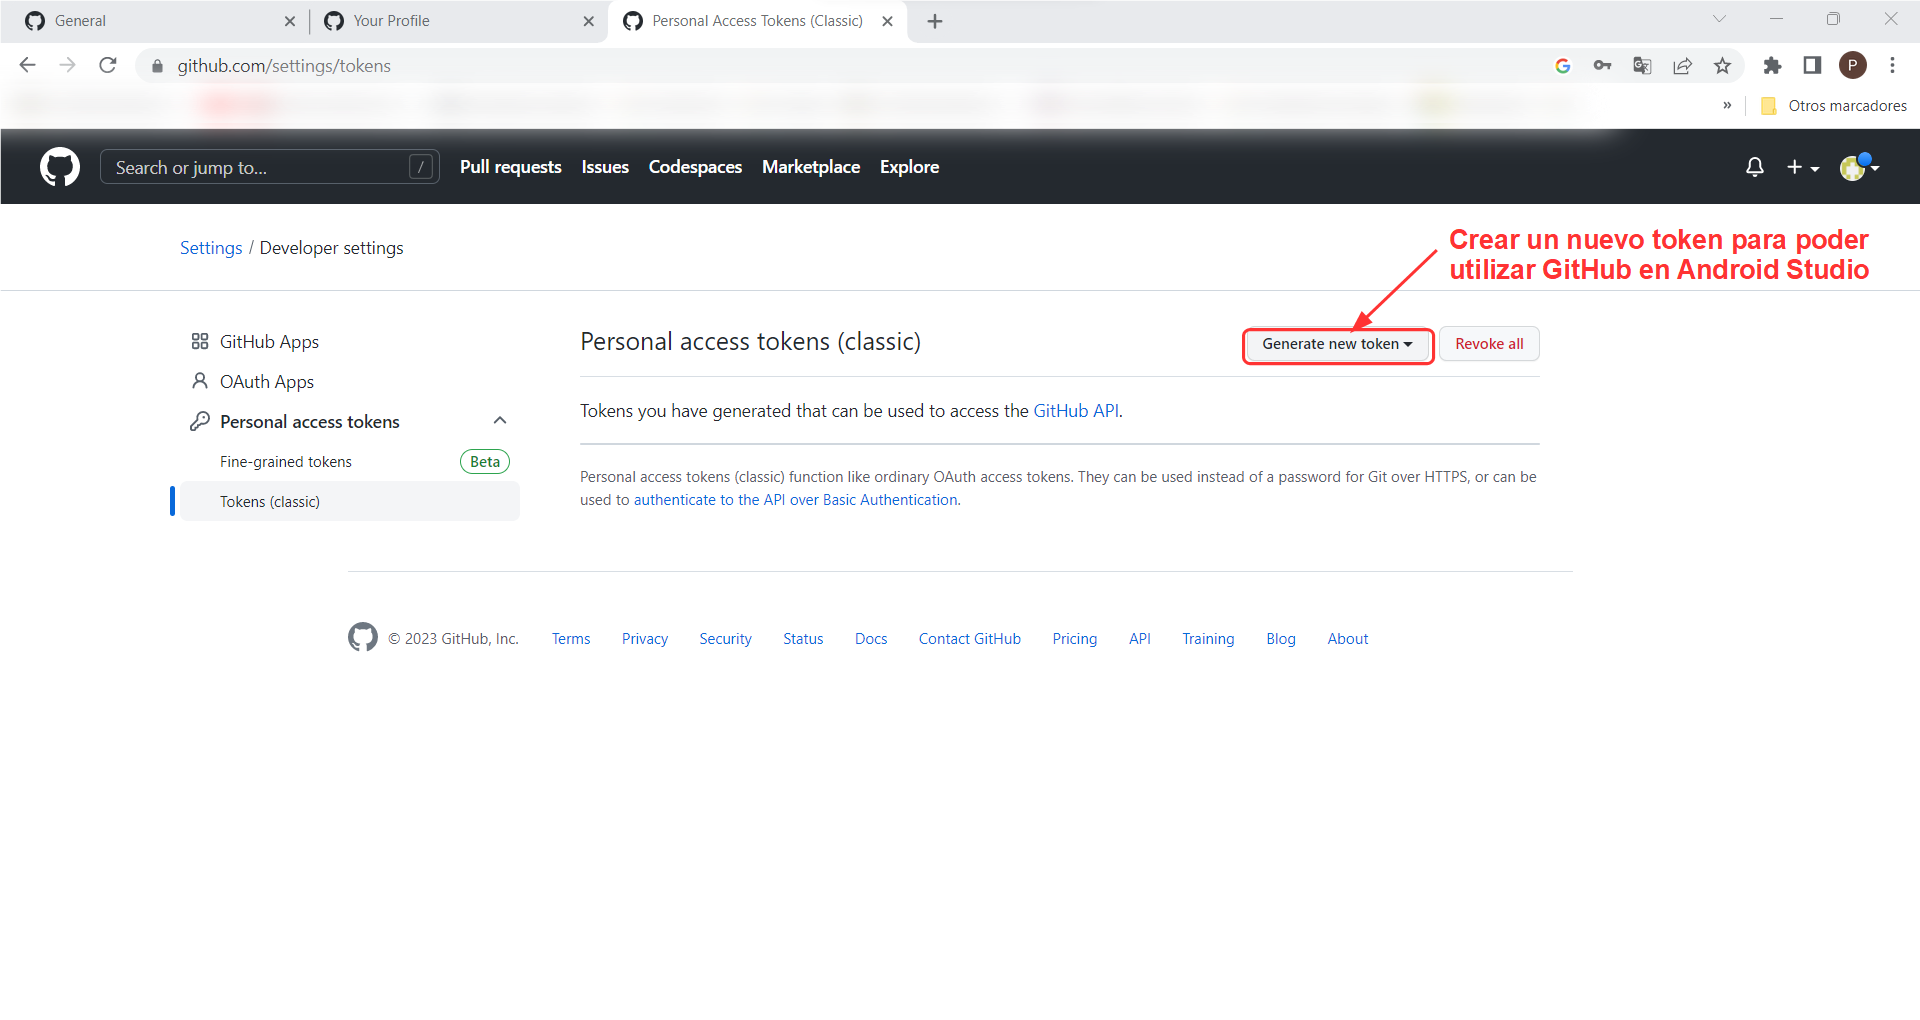 General
Your Profile
Personal Access Tokens (Classic)
github.com/settings/tokens
P
»
Otros marcadores
Search or jump to... /
Pull requests Issues Codespaces Marketplace Explore
Settings / Developer settings
Crear un nuevo token para poder
utilizar GitHub en Android Studio
GitHub Apps
OAuth Apps
Personal access tokens
Fine-grained tokens Beta
Tokens (classic)
Personal access tokens (classic)
Generate new token
Revoke all
Tokens you have generated that can be used to access the GitHub API.
Personal access tokens (classic) function like ordinary OAuth access tokens. They can be used instead of a password for Git over HTTPS, or can be
used to authenticate to the API over Basic Authentication.
© 2023 GitHub, Inc. Terms Privacy Security Status Docs Contact GitHub Pricing API Training Blog About